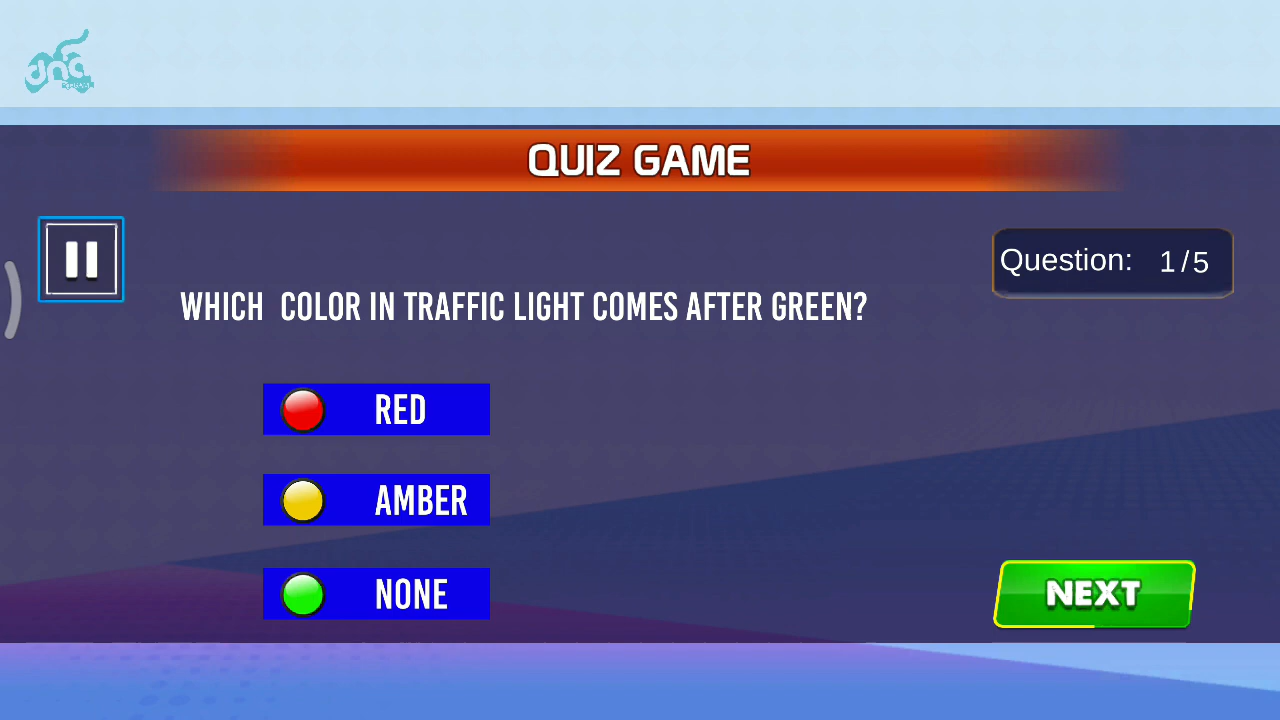 QUIZ GAME
Question: 1/5
WHICH COLOR IN TRAFFIC LIGHT COMES AFTER GREEN?
RED
AMBER
NONE
NEXT